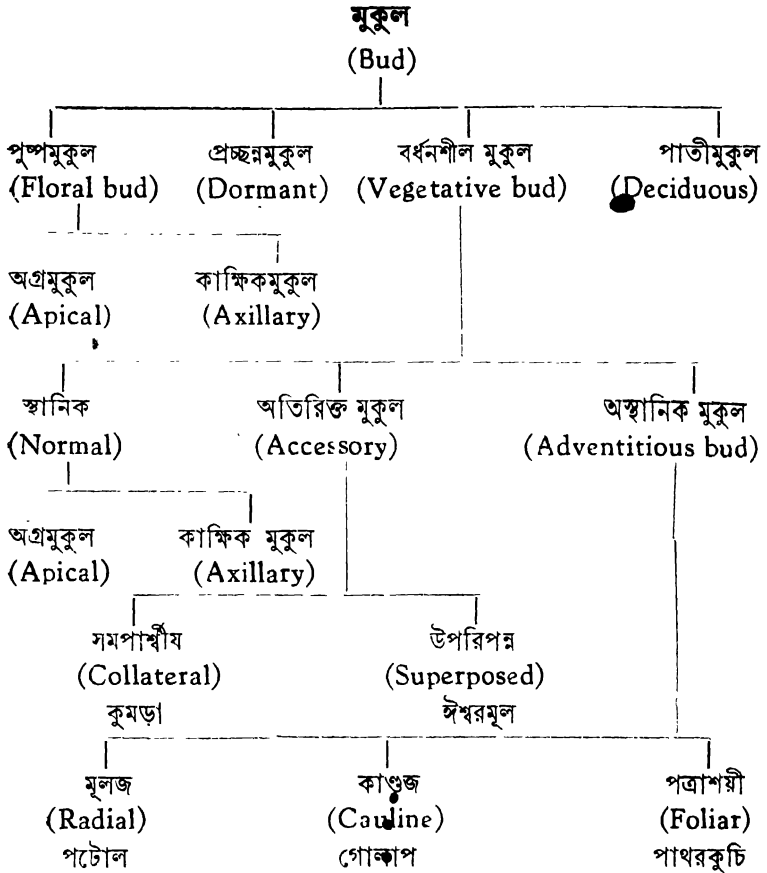 মুকুল
(Bud)
পুষ্পমুকুল প্রচ্ছন্নমুকুল বর্ধনশীল মুকুল পাতীমুকুল
(Floral bud) (Dormant) (Vegetative bud) (Deciduous)
অগ্রমুকুল কাক্ষিকমুকুল
(Apical) (Axillary)
স্থানিক অতিরিক্ত মুকুল অস্থানিক মুকুল
(Normal) (Accessory) (Adventitious bud)
অগ্রমুকুল কাক্ষিক মুকুল
(Apical) (Axillary)
সমপার্শ্বীয উপরিপন্ন
(Collateral) (Superposed)
কুমড়া ঈশ্বরমূল
মূলজ কাণ্ডজ পত্রাশয়ী
(Radial) (Cauline) (Foliar)
পটোল গোলাপ পাথরকুচি